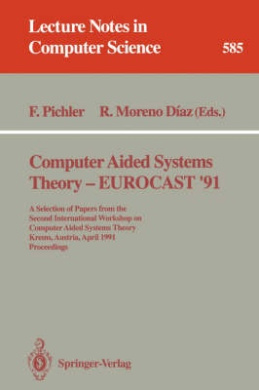 Lecture Notes in
Computer Science
585
F. Pichler R. Moreno Díaz (Eds.)
Computer Aided Systems
Theory – EUROCAST '91
A Selection of Papers from the
Second International Workshop on
Computer Aided Systems Theory
Krems, Austria, April 1991
Proceedings
Springer-Verlag